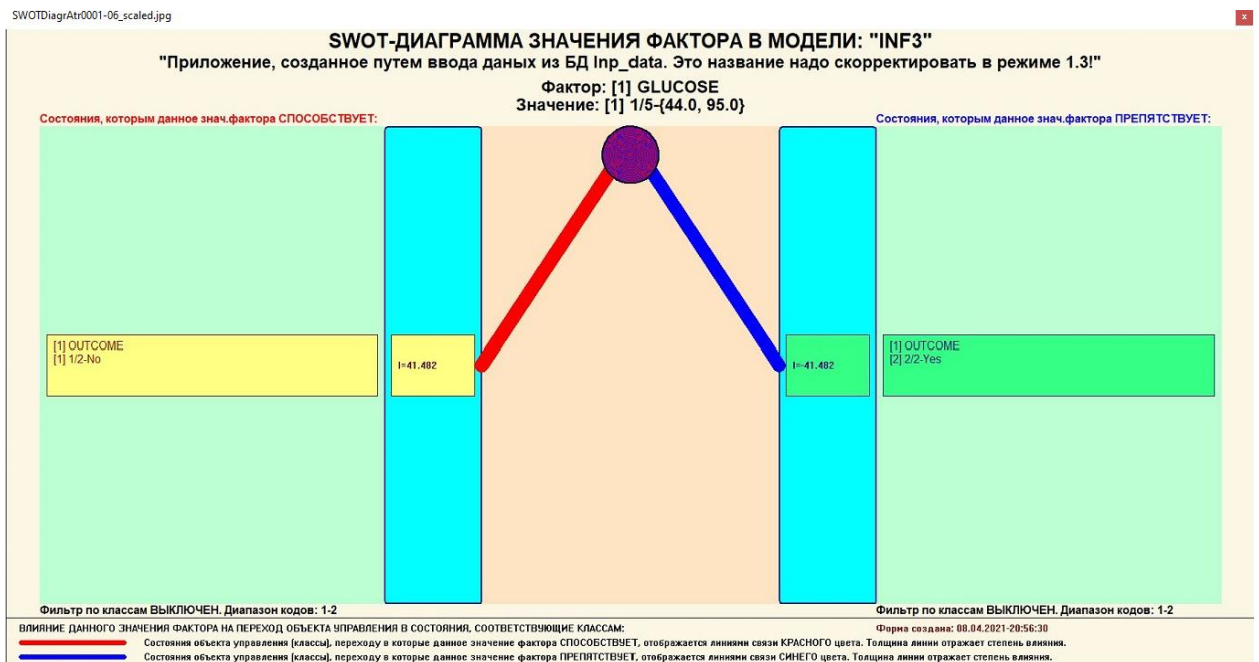 SWOTDiagrAtr0001-06_scaled.jpg
x
SWOT-ДИАГРАММА ЗНАЧЕНИЯ ФАКТОРА В МОДЕЛИ: "INF3"
"Приложение, созданное путем ввода даных из БД Inp_data. Это название надо скорректировать в режиме 1.3!"
Фактор: [1] GLUCOSE
Значение: [1] 1/5-{44.0, 95.0}
Состояния, которым данное знач.фактора СПОСОБСТВУЕТ:
Состояния, которым данное знач.фактора ПРЕПЯТСТВУЕТ:
[1] OUTCOME
[1] 1/2-No
I=41.482
I=-41.482
[1] OUTCOME
[2] 2/2-Yes
Фильтр по классам ВЫКЛЮЧЕН. Диапазон кодов: 1-2
Фильтр по классам ВЫКЛЮЧЕН. Диапазон кодов: 1-2
ВЛИЯНИЕ ДАННОГО ЗНАЧЕНИЯ ФАКТОРА НА ПЕРЕХОД ОБЪЕКТА УПРАВЛЕНИЯ В СОСТОЯНИЯ, СООТВЕТСТВУЮЩИЕ КЛАССАМ:
Форма создана: 08.04.2021-20:56:30
Состояния объекта управления (классы), переходу в которые данное значение фактора СПОСОБСТВУЕТ, отображается линиями связи КРАСНОГО цвета. Толщина линии отражает степень влияния.
Состояния объекта управления (классы), переходу в которые данное значение фактора ПРЕПЯТСТВУЕТ, отображается линиями связи СИНЕГО цвета. Толщина линии отражает степень влияния.